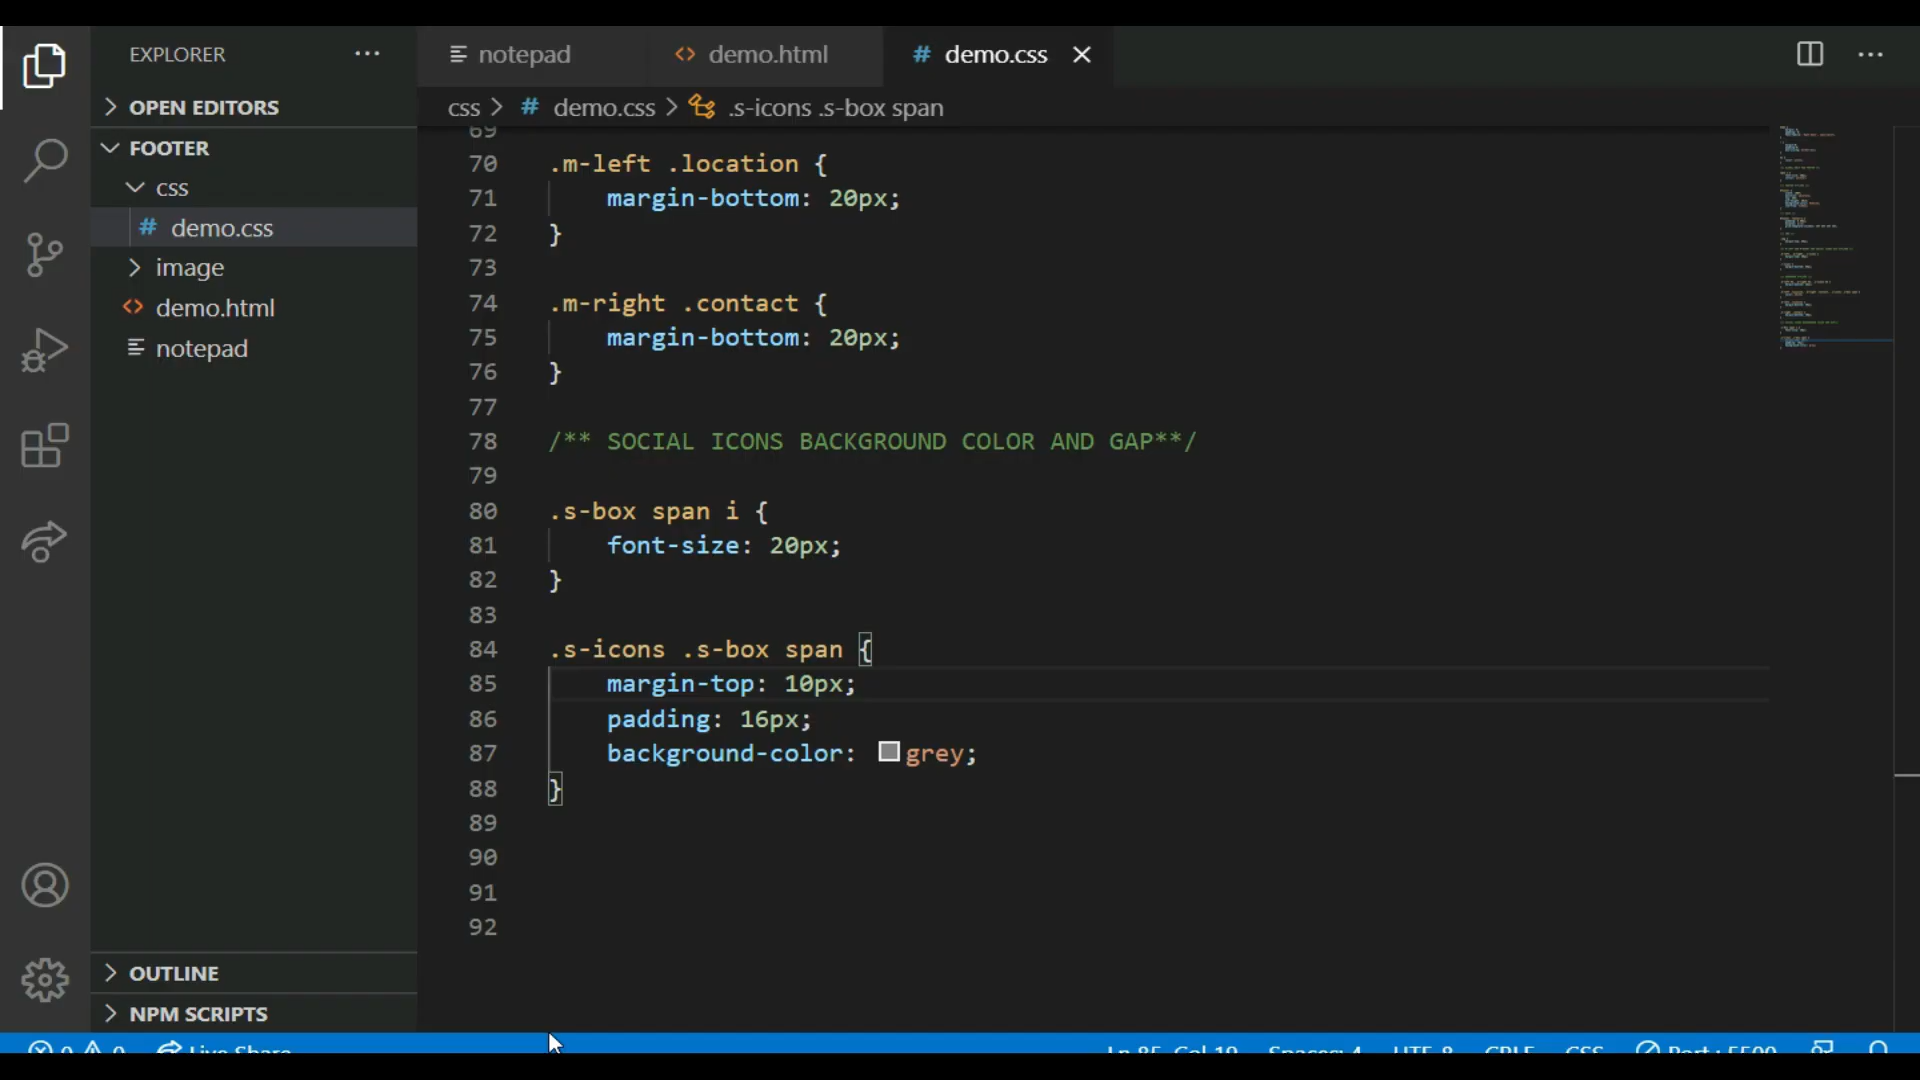 EXPLORER
notepad
demo.html
# demo.css
OPEN EDITORS
css > # demo.css > .s-icons .s-box span
FOOTER
css
# demo.css
image
demo.html
notepad
OUTLINE
NPM SCRIPTS
69
70 .m-left .location {
71 margin-bottom: 20px;
72 }
73
74 .m-right .contact {
75 margin-bottom: 20px;
76 }
77
78 /** SOCIAL ICONS BACKGROUND COLOR AND GAP**/
79
80 .s-box span i {
81 font-size: 20px;
82 }
83
84 .s-icons .s-box span {
85 margin-top: 10px;
86 padding: 16px;
87 background-color: grey;
88 }
89
90
91
92
0 0 Live Share Ln 85, Col 19 Spaces: 4 UTF-8 CRLF CSS Port : 5500